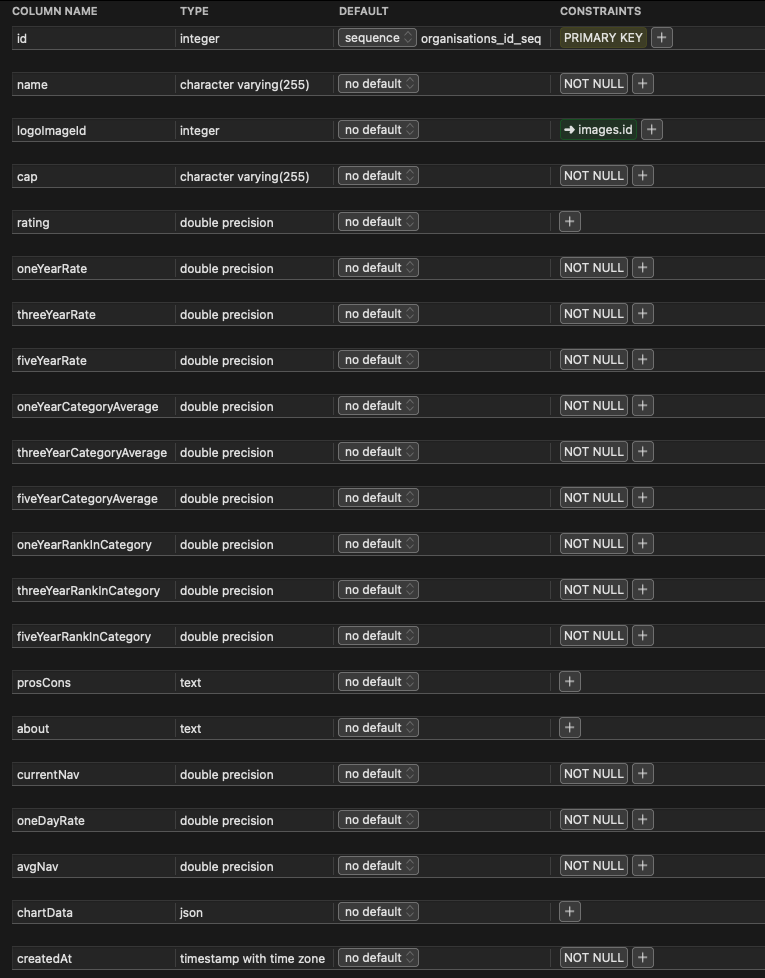 COLUMN NAME TYPE DEFAULT CONSTRAINTS
id integer sequence organisations_id_seq PRIMARY KEY +
name character varying(255) no default NOT NULL +
logoImageId integer no default ➜ images.id +
cap character varying(255) no default NOT NULL +
rating double precision no default +
oneYearRate double precision no default NOT NULL +
threeYearRate double precision no default NOT NULL +
fiveYearRate double precision no default NOT NULL +
oneYearCategoryAverage double precision no default NOT NULL +
threeYearCategoryAverage double precision no default NOT NULL +
fiveYearCategoryAverage double precision no default NOT NULL +
oneYearRankInCategory double precision no default NOT NULL +
threeYearRankInCategory double precision no default NOT NULL +
fiveYearRankInCategory double precision no default NOT NULL +
prosCons text no default +
about text no default +
currentNav double precision no default NOT NULL +
oneDayRate double precision no default NOT NULL +
avgNav double precision no default NOT NULL +
chartData json no default +
createdAt timestamp with time zone no default NOT NULL +